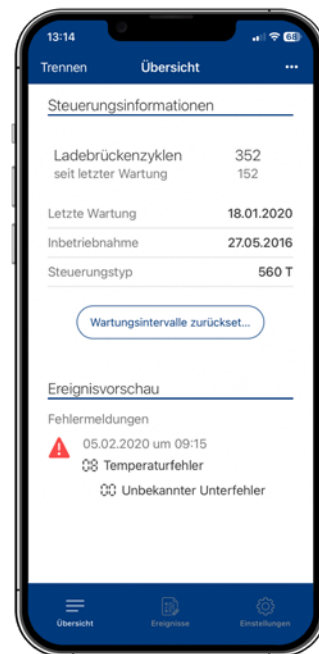 13:14
68
Trennen Übersicht ...
Steuerungsinformationen
Ladebrückenzyklen 352
seit letzter Wartung 152
Letzte Wartung 18.01.2020
Inbetriebnahme 27.05.2016
Steuerungstyp 560 T
Wartungsintervalle zurückset...
Ereignisvorschau
Fehlermeldungen
05.02.2020 um 09:15
08 Temperaturfehler
00 Unbekannter Unterfehler
Übersicht Ereignisse Einstellungen